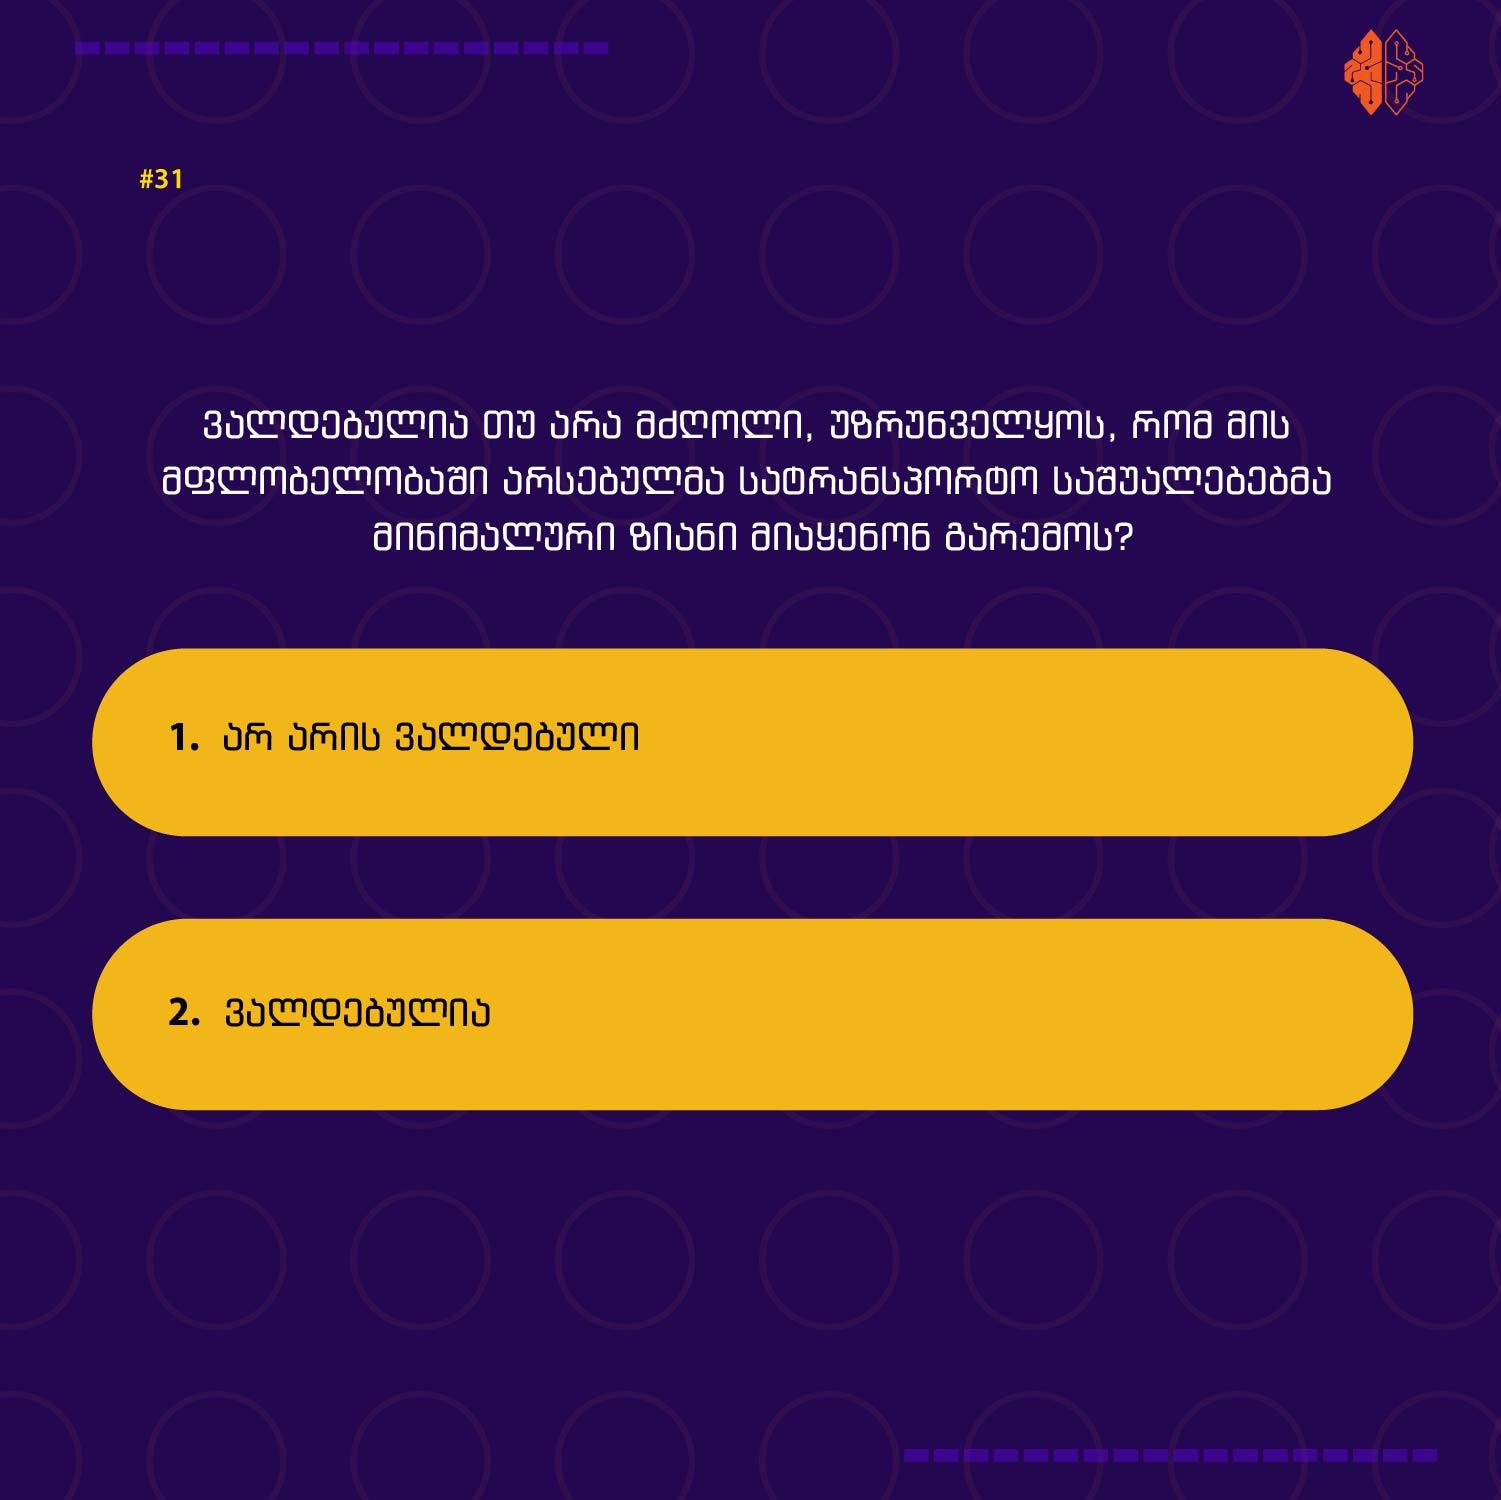 #31
ვალდებულია თუ არა მძღოლი, უზრუნველყოს, რომ მის
მფლობელობაში არსებულმა სატრანსპორტო საშუალებებმა
მინიმალური ზიანი მიაყენონ გარემოს?
1. არ არის ვალდებული
2. ვალდებულია